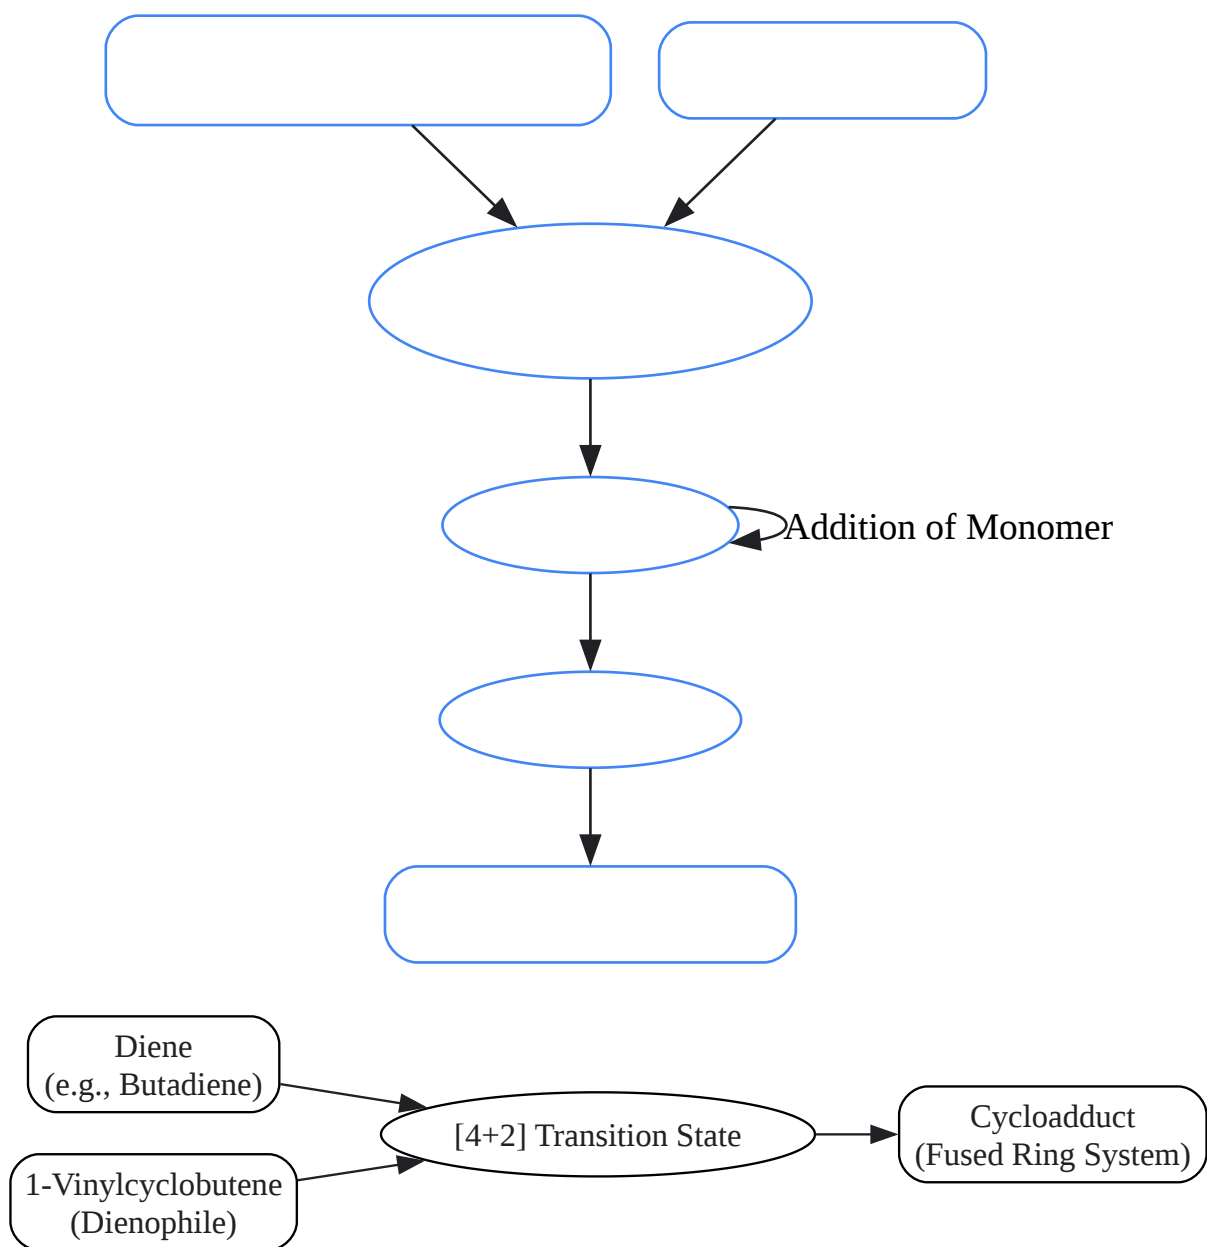 Addition of Monomer
Diene
(e.g., Butadiene)
1-Vinylcyclobutene
(Dienophile)
[4+2] Transition State
Cycloadduct
(Fused Ring System)